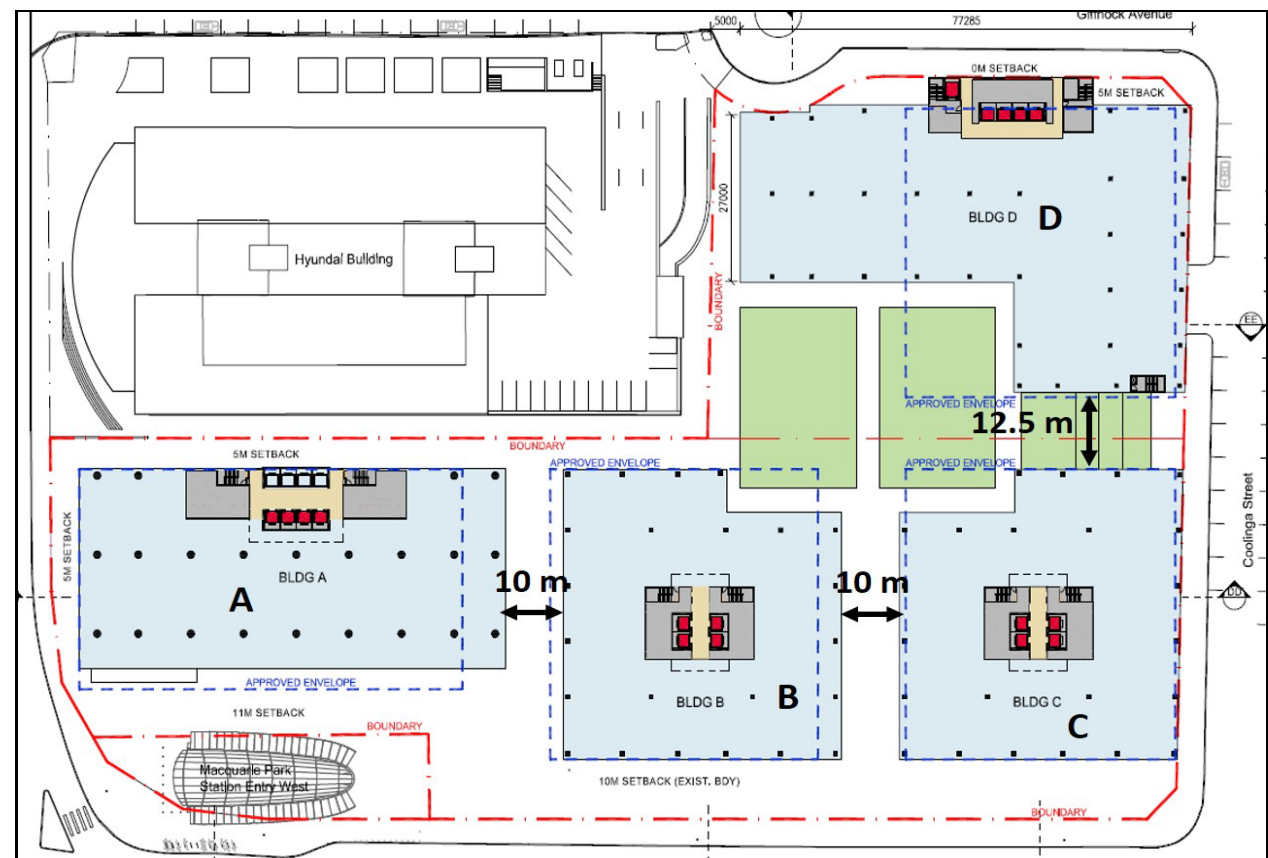 5000
77285
Giffnock Avenue
0M SETBACK
5M SETBACK
27000
BLDG D
D
Hyundai Building
BOUNDARY
EE
APPROVED ENVELOPE
12.5 m
BOUNDARY
5M SETBACK
APPROVED ENVELOPE
APPROVED ENVELOPE
Coolinga Street
5M SETBACK
BLDG A
A
10 m
10 m
DD
APPROVED ENVELOPE
BLDG B
B
BLDG C
C
11M SETBACK
BOUNDARY
Macquarie Park
Station Entry West
10M SETBACK (EXIST. BDY)
BOUNDARY